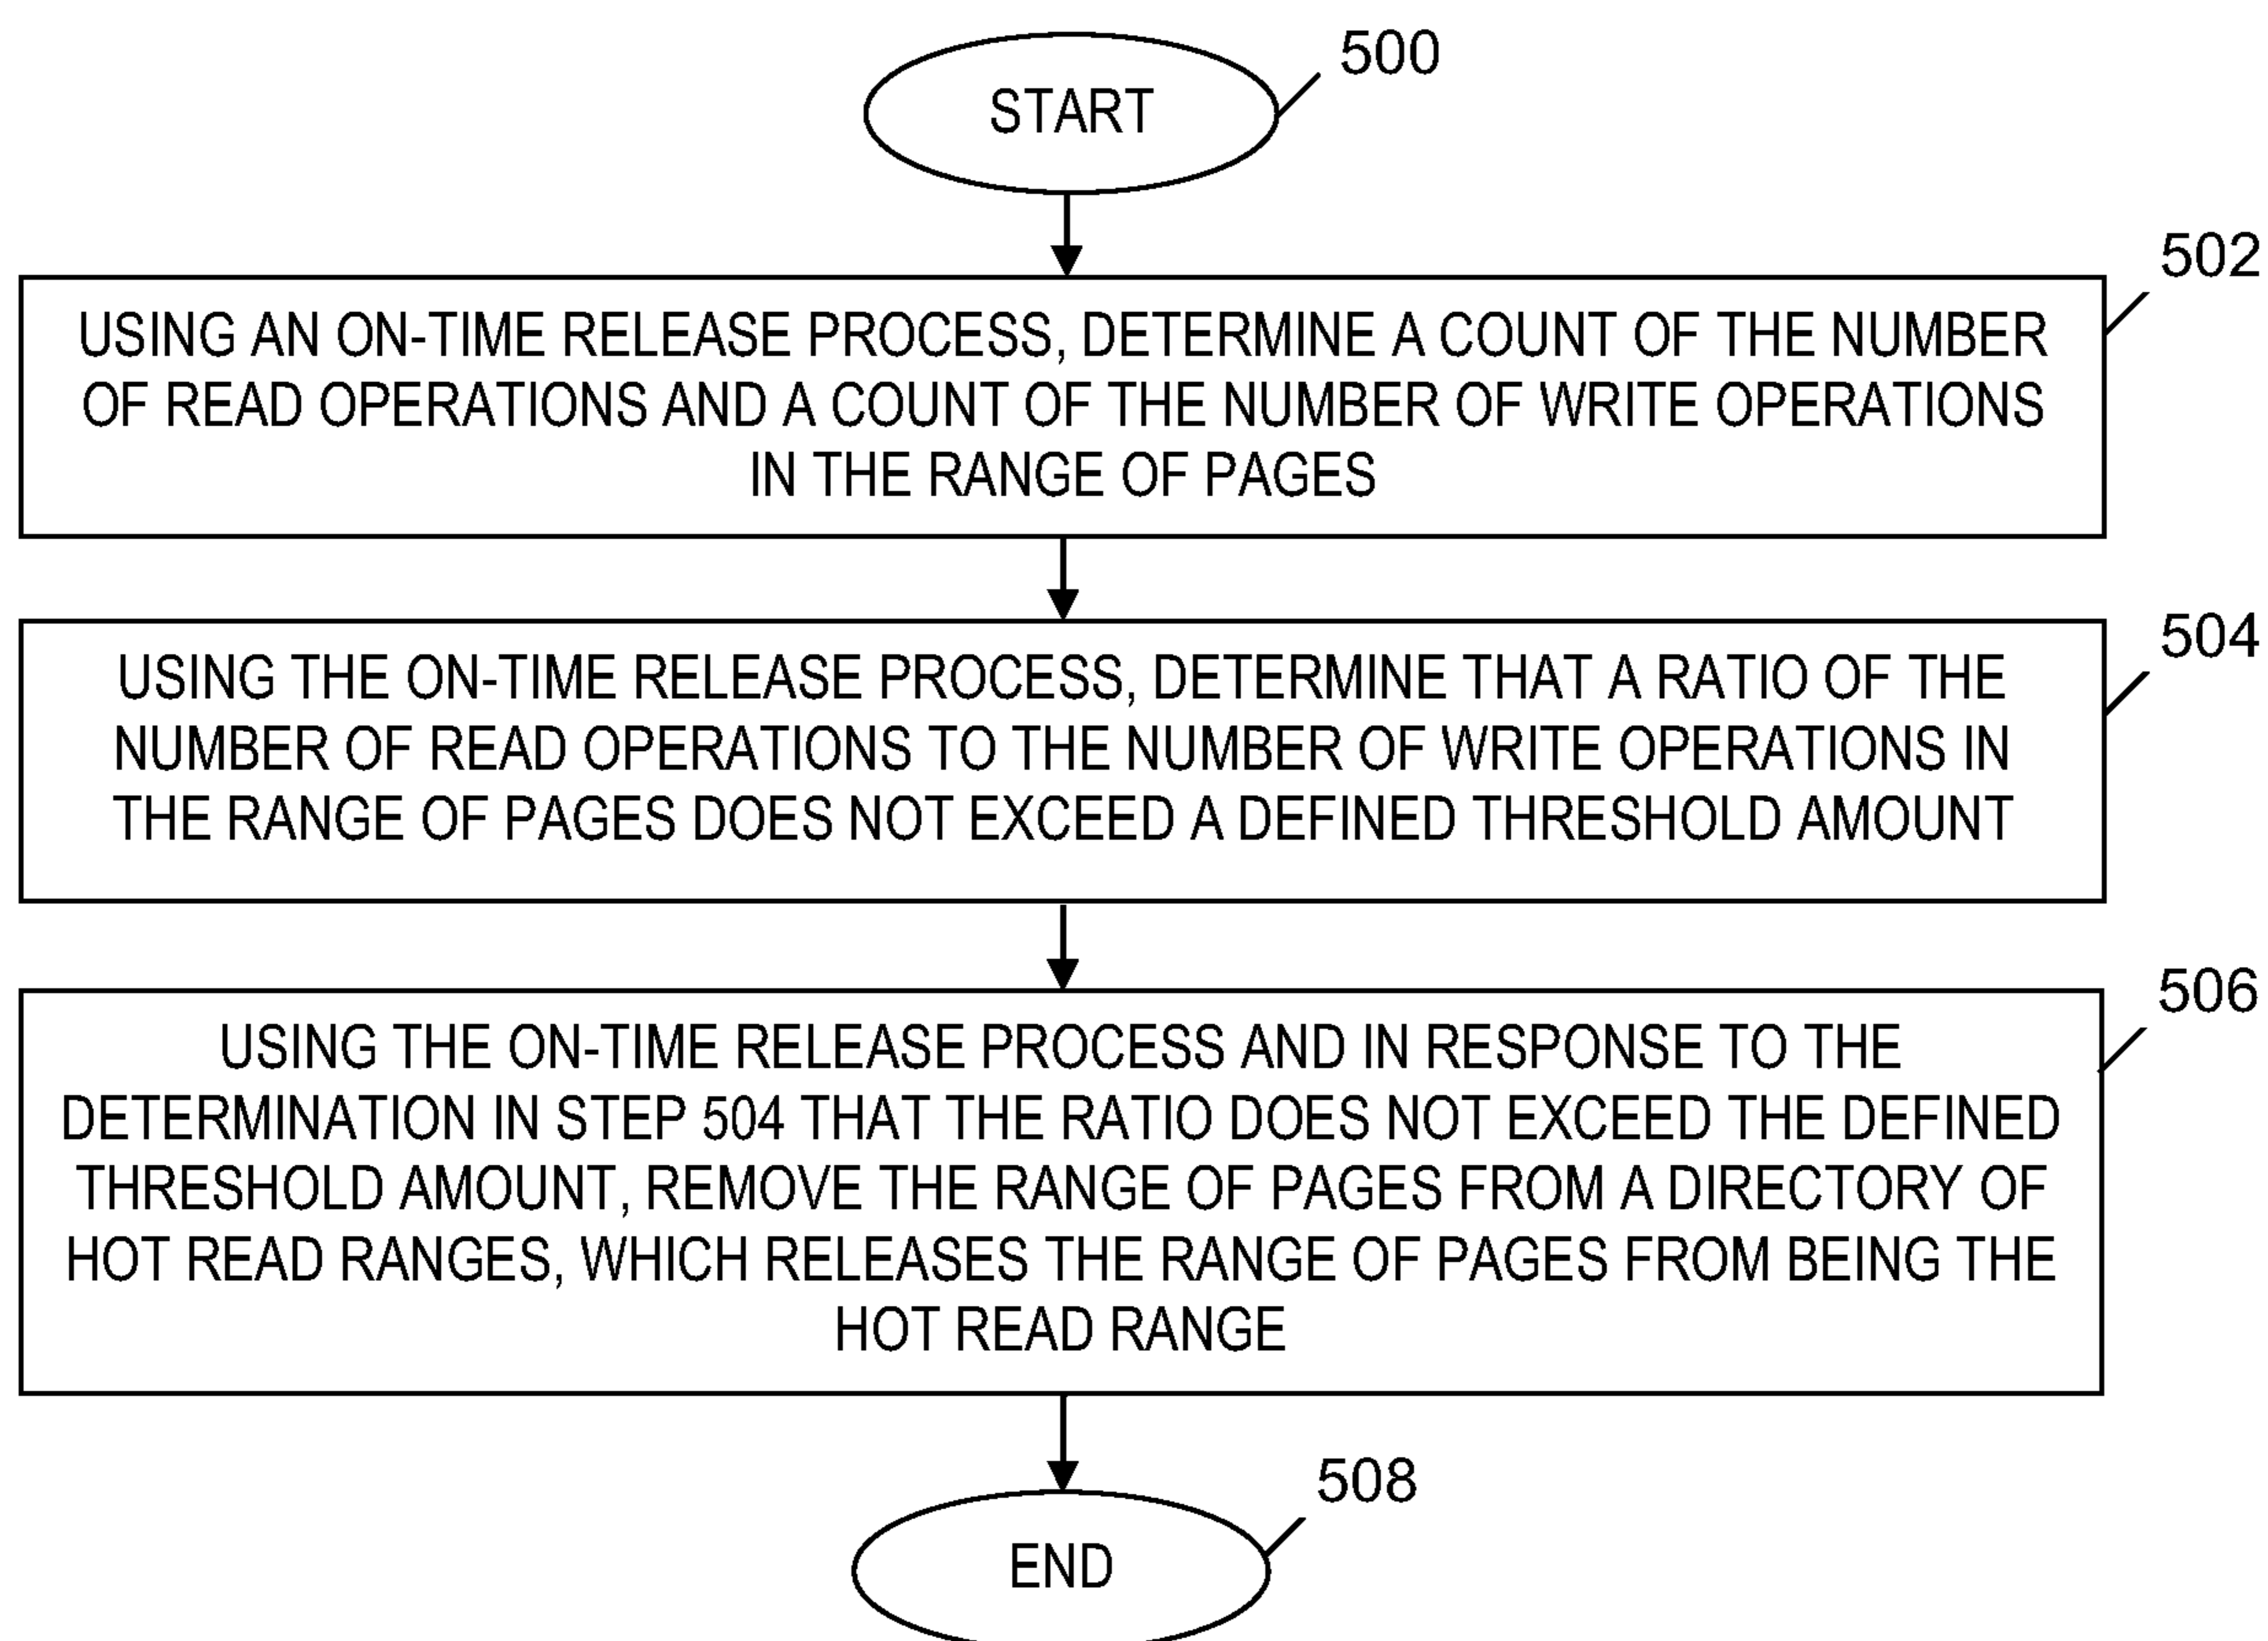 500
START
502
USING AN ON-TIME RELEASE PROCESS, DETERMINE A COUNT OF THE NUMBER
OF READ OPERATIONS AND A COUNT OF THE NUMBER OF WRITE OPERATIONS
IN THE RANGE OF PAGES
504
USING THE ON-TIME RELEASE PROCESS, DETERMINE THAT A RATIO OF THE
NUMBER OF READ OPERATIONS TO THE NUMBER OF WRITE OPERATIONS IN
THE RANGE OF PAGES DOES NOT EXCEED A DEFINED THRESHOLD AMOUNT
506
USING THE ON-TIME RELEASE PROCESS AND IN RESPONSE TO THE
DETERMINATION IN STEP 504 THAT THE RATIO DOES NOT EXCEED THE DEFINED
THRESHOLD AMOUNT, REMOVE THE RANGE OF PAGES FROM A DIRECTORY OF
HOT READ RANGES, WHICH RELEASES THE RANGE OF PAGES FROM BEING THE
HOT READ RANGE
508
END